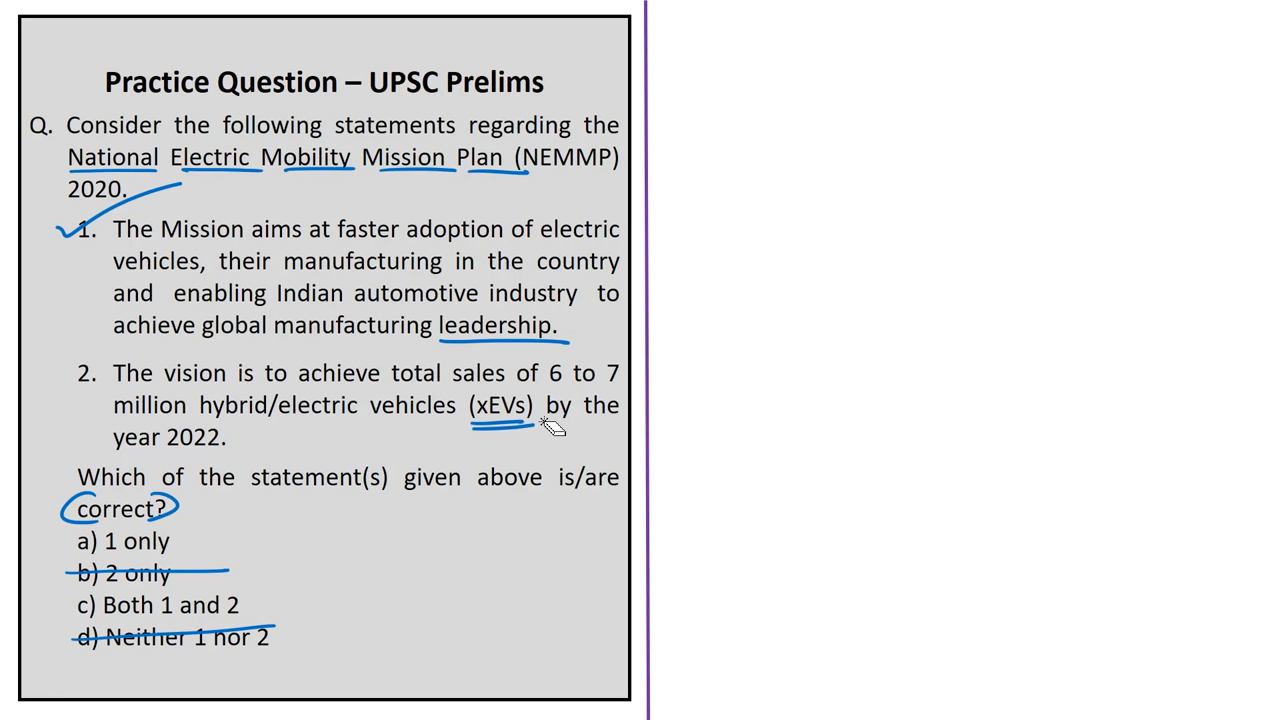 Practice Question – UPSC Prelims
Q. Consider the following statements regarding the
National Electric Mobility Mission Plan (NEMMP)
2020.
1. The Mission aims at faster adoption of electric
vehicles, their manufacturing in the country
and enabling Indian automotive industry to
achieve global manufacturing leadership.
2. The vision is to achieve total sales of 6 to 7
million hybrid/electric vehicles (xEVs) by the
year 2022.
Which of the statement(s) given above is/are
correct?
a) 1 only
b) 2 only
c) Both 1 and 2
d) Neither 1 nor 2